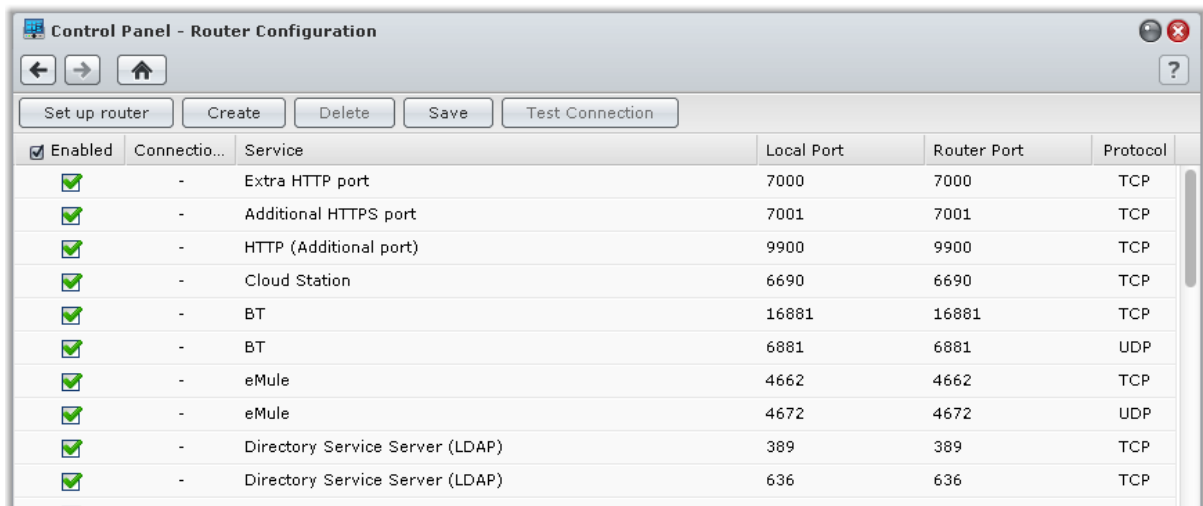 Control Panel - Router Configuration
?
Set up router Create Delete Save Test Connection
Enabled Connectio... Service Local Port Router Port Protocol
- Extra HTTP port 7000 7000 TCP
- Additional HTTPS port 7001 7001 TCP
- HTTP (Additional port) 9900 9900 TCP
- Cloud Station 6690 6690 TCP
- BT 16881 16881 TCP
- BT 6881 6881 UDP
- eMule 4662 4662 TCP
- eMule 4672 4672 UDP
- Directory Service Server (LDAP) 389 389 TCP
- Directory Service Server (LDAP) 636 636 TCP